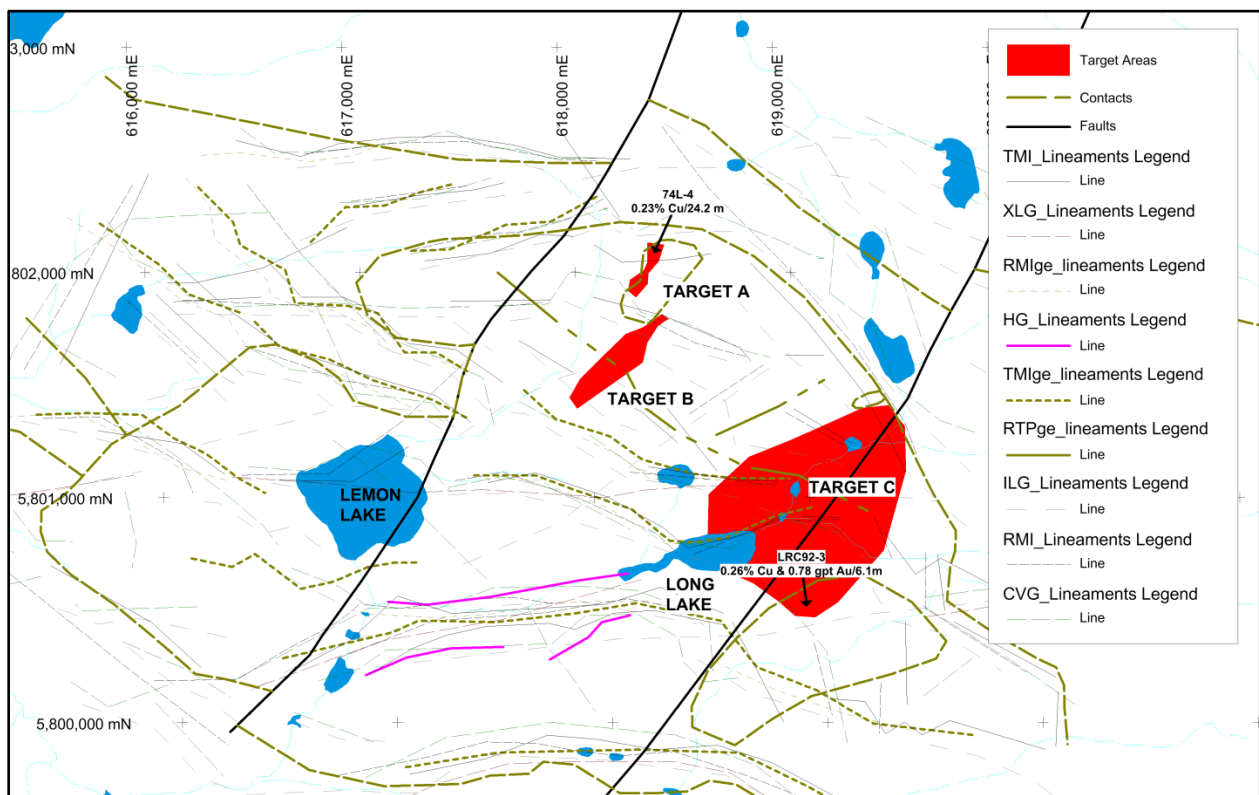 3,000 mN
616,000 mE
617,000 mE
618,000 mE
619,000 mE
74L-4
0.23% Cu/24.2 m
802,000 mN
TARGET A
TARGET B
LEMON
LAKE
5,801,000 mN
TARGET C
LRC92-3
0.26% Cu & 0.78 gpt Au/6.1m
LONG
LAKE
5,800,000 mN
Target Areas
Contacts
Faults
TMI_Lineaments Legend
Line
XLG_Lineaments Legend
Line
RMIge_lineaments Legend
Line
HG_Lineaments Legend
Line
TMIge_lineaments Legend
Line
RTPge_lineaments Legend
Line
ILG_Lineaments Legend
Line
RMI_Lineaments Legend
Line
CVG_Lineaments Legend
Line